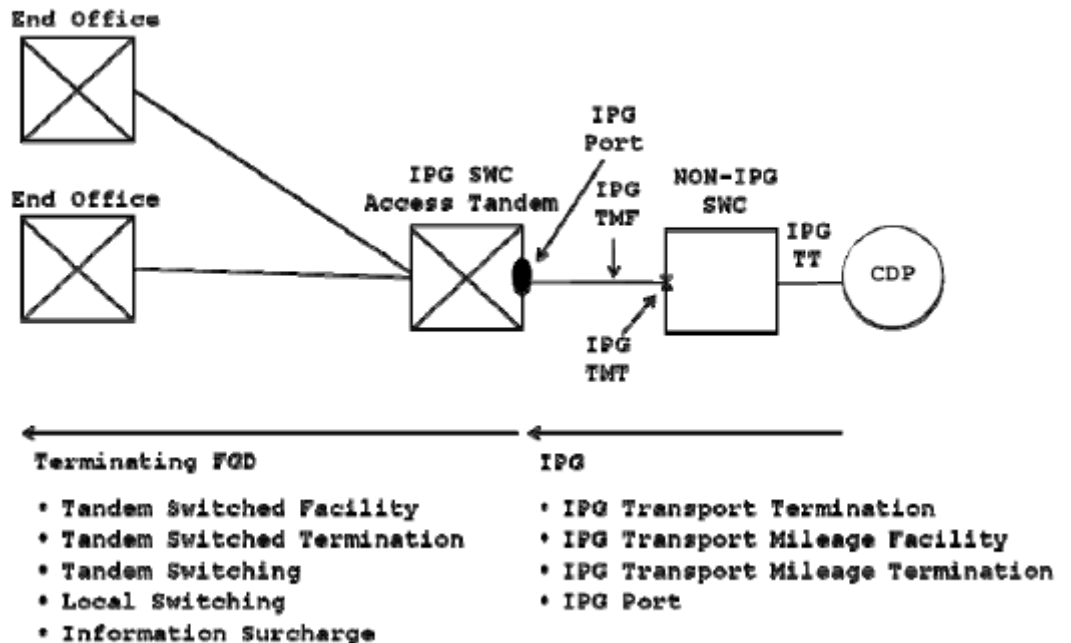 End Office
End Office
IPG SWC
Access Tandem
IPG
Port
IPG
TMF
NON-IPG
SWC
IPG
TT
CDP
IPG
TMT
Terminating FGD
• Tandem Switched Facility
• Tandem Switched Termination
• Tandem Switching
• Local Switching
• Information Surcharge
IPG
• IPG Transport Termination
• IPG Transport Mileage Facility
• IPG Transport Mileage Termination
• IPG Port